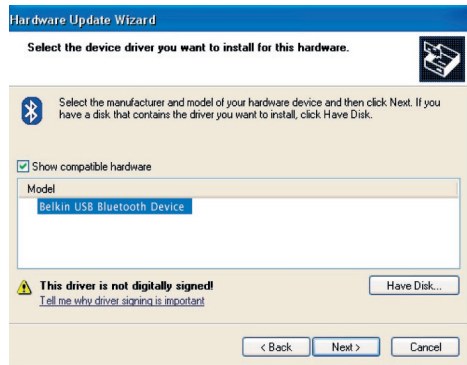 Hardware Update Wizard
Select the device driver you want to install for this hardware.
Select the manufacturer and model of your hardware device and then click Next. If you
have a disk that contains the driver you want to install, click Have Disk.
Show compatible hardware
Model
Belkin USB Bluetooth Device
This driver is not digitally signed!
Have Disk...
Tell me why driver signing is important
< Back
Next >
Cancel